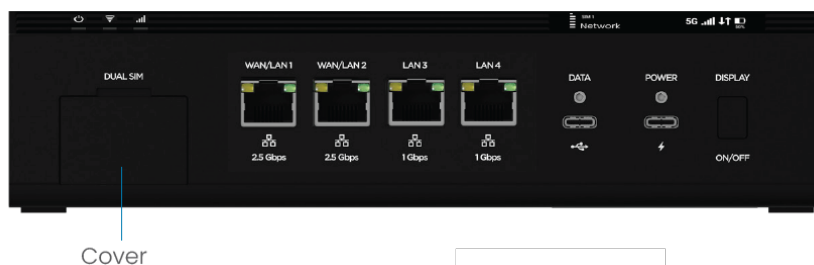 SIM 1
Network
5G
50%
DUAL SIM
WAN/LAN 1
WAN/LAN 2
LAN 3
LAN 4
DATA
POWER
DISPLAY
2.5 Gbps
2.5 Gbps
1 Gbps
1 Gbps
ON/OFF
Cover